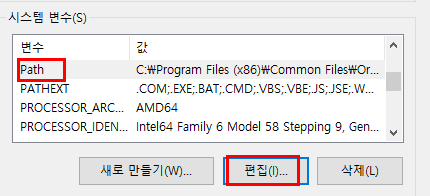 시스템 변수(S)
변수 값
Path C:₩Program Files (x86)₩Common Files₩Or...
PATHEXT .COM;.EXE;.BAT;.CMD;.VBS;.VBE;.JS;.JSE;.W...
PROCESSOR_ARC... AMD64
PROCESSOR_IDEN... Intel64 Family 6 Model 58 Stepping 9, Gen...
새로 만들기(W)... 편집(I)... 삭제(L)